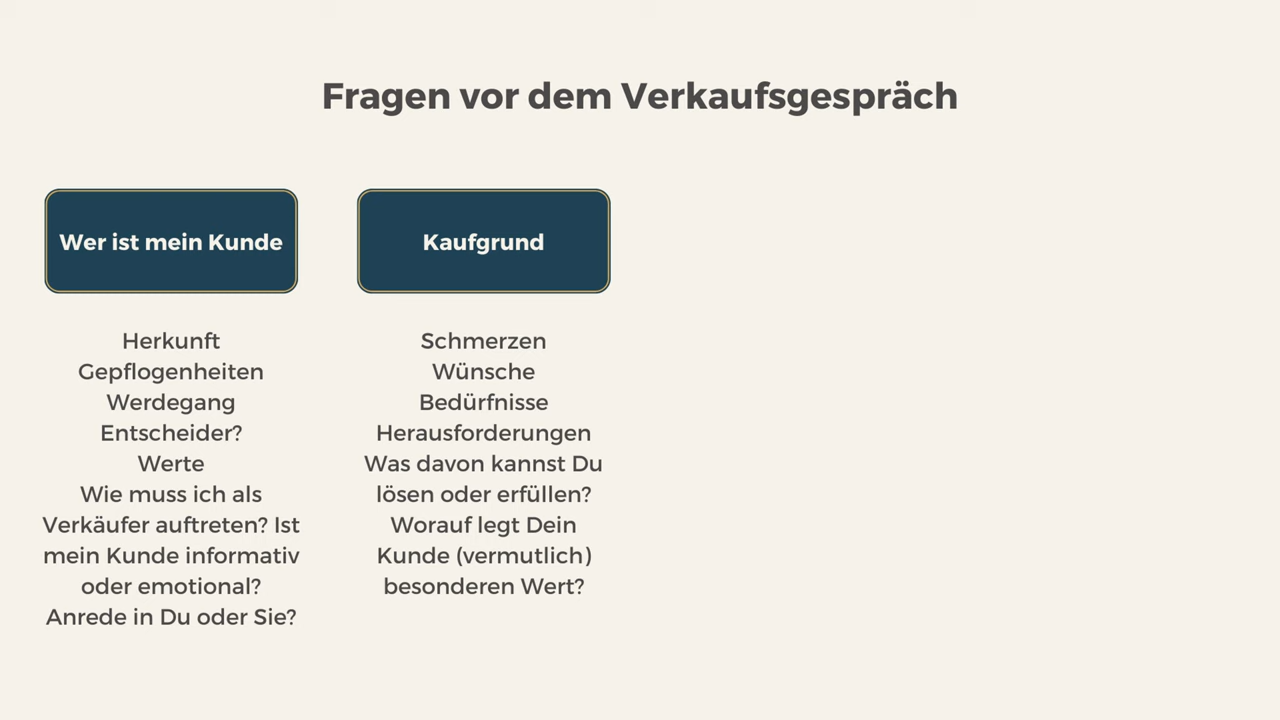 Fragen vor dem Verkaufsgespräch
Wer ist mein Kunde
Herkunft
Gepflogenheiten
Werdegang
Entscheider?
Werte
Wie muss ich als
Verkäufer auftreten? Ist
mein Kunde informativ
oder emotional?
Anrede in Du oder Sie?
Kaufgrund
Schmerzen
Wünsche
Bedürfnisse
Herausforderungen
Was davon kannst Du
lösen oder erfüllen?
Worauf legt Dein
Kunde (vermutlich)
besonderen Wert?